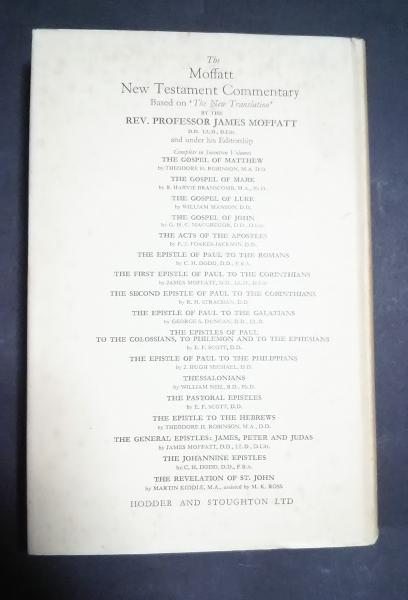 The
Moffatt
New Testament Commentary
Based on 'The New Translation'
BY THE
REV. PROFESSOR JAMES MOFFATT
D.D. LL.D., D.Litt.
and under his Editorship
Complete in Seventeen Volumes
THE GOSPEL OF MATTHEW
by THEODORE H. ROBINSON, M.A. D.D.
THE GOSPEL OF MARK
by B. HARVIE BRANSCOMB, M.A., Ph.D.
THE GOSPEL OF LUKE
by WILLIAM MANSON, D.D.
THE GOSPEL OF JOHN
by G. H. C. MACGREGOR, D.D., D.Litt.
THE ACTS OF THE APOSTLES
by F. J. FOAKES-JACKSON, D.D.
THE EPISTLE OF PAUL TO THE ROMANS
by C. H. DODD, D.D., F.B.A.
THE FIRST EPISTLE OF PAUL TO THE CORINTHIANS
by JAMES MOFFATT, D.D., LL.D., D.Litt
THE SECOND EPISTLE OF PAUL TO THE CORINTHIANS
by R. H. STRACHAN, D.D.
THE EPISTLE OF PAUL TO THE GALATIANS
by GEORGE S. DUNCAN, D.D., LL.D.
THE EPISTLES OF PAUL
TO THE COLOSSIANS, TO PHILEMON AND TO THE EPHESIANS
by E. F. SCOTT, D.D.
THE EPISTLE OF PAUL TO THE PHILIPPIANS
by J. HUGH MICHAEL, D.D.
THESSALONIANS
by WILLIAM NEIL, B.D., Ph.D.
THE PASTORAL EPISTLES
by E. F. SCOTT, D.D.
THE EPISTLE TO THE HEBREWS
by THEODORE H. ROBINSON, M.A., D.D.
THE GENERAL EPISTLES: JAMES, PETER AND JUDAS
by JAMES MOFFATT, D.D., LL.D., D.Litt.
THE JOHANNINE EPISTLES
by C. H. DODD, D.D., F.B.A.
THE REVELATION OF ST. JOHN
by MARTIN KIDDLE, M.A., assisted by M. K. ROSS
HODDER AND STOUGHTON LTD